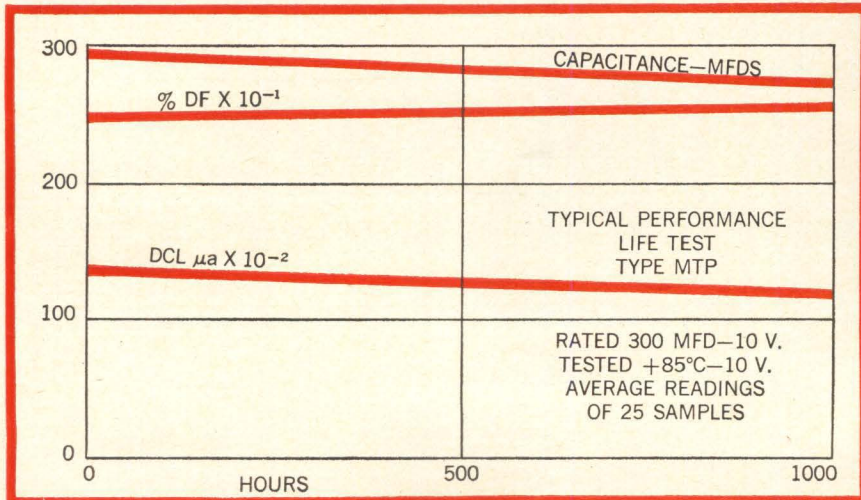 300
CAPACITANCE—MFDS
% DF X 10⁻¹
200
TYPICAL PERFORMANCE
LIFE TEST
TYPE MTP
DCL μa X 10⁻²
100
RATED 300 MFD—10 V.
TESTED +85°C—10 V.
AVERAGE READINGS
OF 25 SAMPLES
0
0
HOURS
500
1000